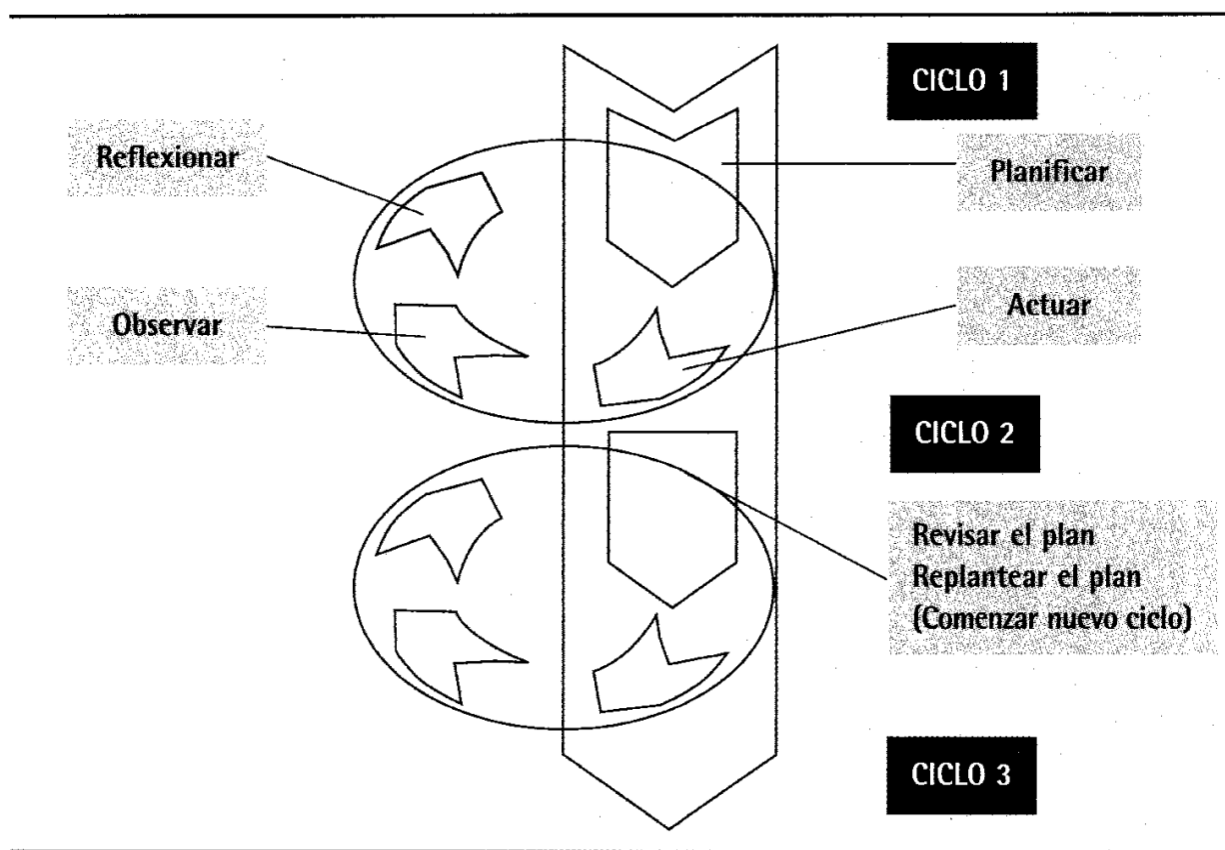 CICLO 1
Reflexionar
Planificar
Observar
Actuar
CICLO 2
Revisar el plan
Replantear el plan
(Comenzar nuevo ciclo)
CICLO 3